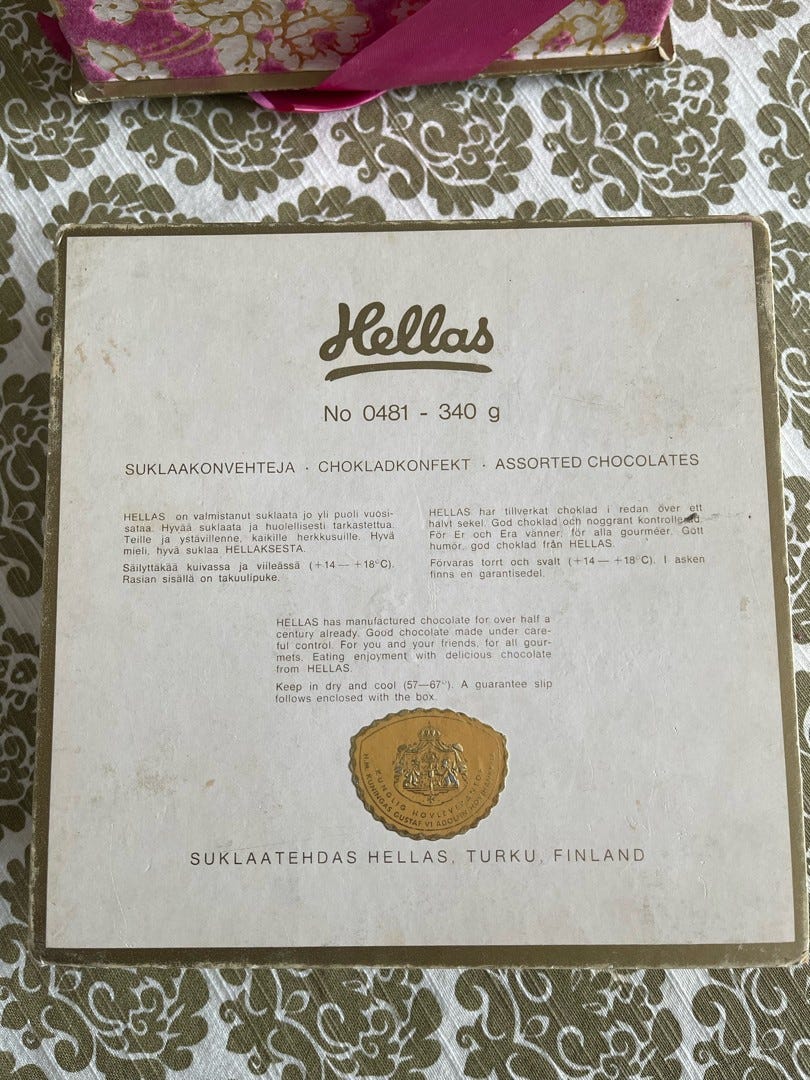 Hellas
No 0481 - 340 g
SUKLAAKONVEHTEJA · CHOKLADKONFEKT · ASSORTED CHOCOLATES
HELLAS on valmistanut suklaata jo yli puoli vuosi-
sataa. Hyvää suklaata ja huolellisesti tarkastettua.
Teille ja ystävillenne, kaikille herkkusuille. Hyvä
mieli, hyvä suklaa HELLAKSESTA.
Säilyttäkää kuivassa ja viileässä (+14 — +18°C).
Rasian sisällä on takuulipuke.
HELLAS har tillverkat choklad i redan över ett
halvt sekel. God choklad och noggrant kontrollerad.
För Er och Era vänner, för alla gourméer. Gott
humör, god choklad från HELLAS.
Förvaras torrt och svalt (+14 — +18°C). I asken
finns en garantisedel.
HELLAS has manufactured chocolate for over half a
century already. Good chocolate made under care-
ful control. For you and your friends, for all gour-
mets. Eating enjoyment with delicious chocolate
from HELLAS.
Keep in dry and cool (57—67°). A guarantee slip
follows enclosed with the box.
KUNGLIG HOVLEVERANTÖR
GUSTAF VI ADOLF
SUKLAATEHDAS HELLAS, TURKU, FINLAND